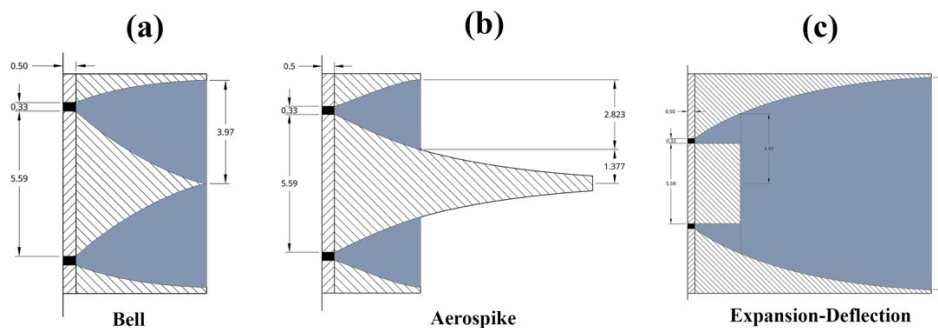 (a)
0.50
0.33
5.59
3.97
Bell
(b)
0.5
0.33
5.59
2.823
1.377
Aerospike
(c)
0.50
0.33
5.59
Expansion-Deflection